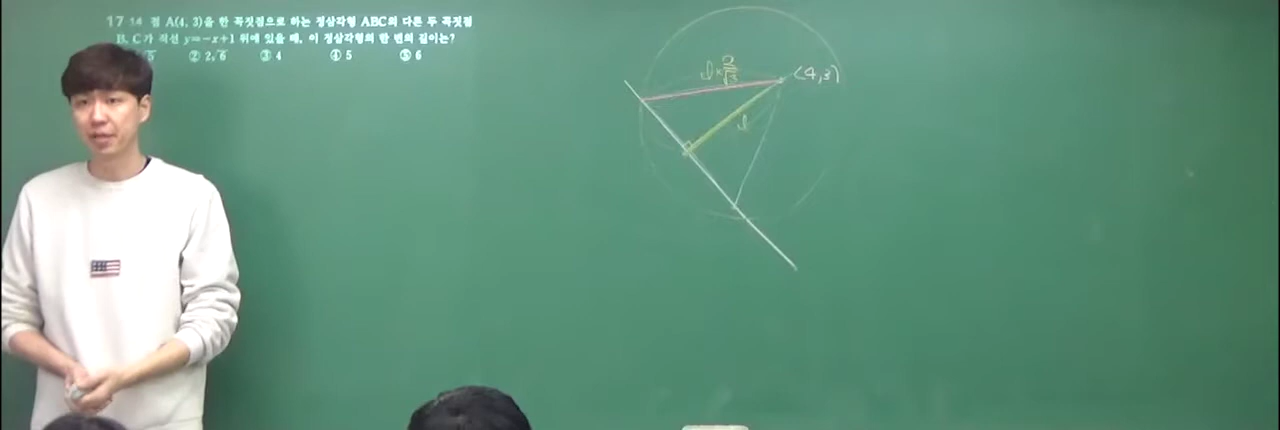 17 14 점 A(4, 3)을 한 꼭짓점으로 하는 정삼각형 ABC의 다른 두 꼭짓점
B, C가 직선 y=-x+1 위에 있을 때, 이 정삼각형의 한 변의 길이는?
√5 ② 2√6 ③ 4 ④ 5 ⑤ 6
l × 2/√3 (4,3)
l